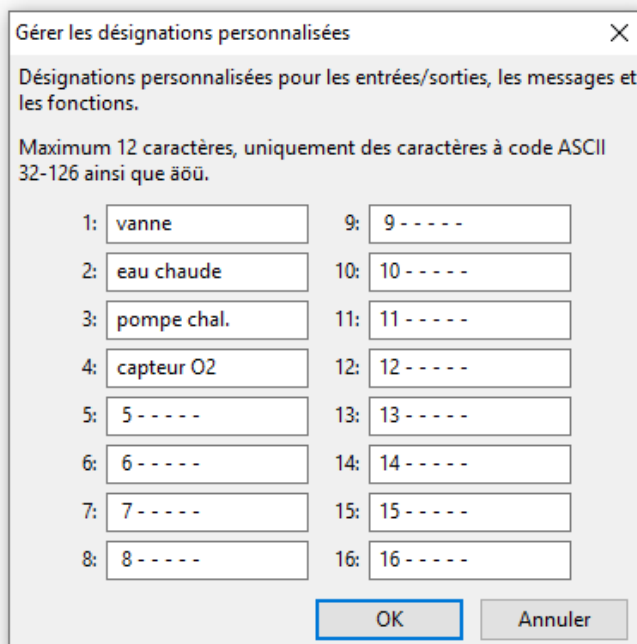 Gérer les désignations personnalisées
Désignations personnalisées pour les entrées/sorties, les messages et
les fonctions.
Maximum 12 caractères, uniquement des caractères à code ASCII
32-126 ainsi que äöü.
1: vanne
2: eau chaude
3: pompe chal.
4: capteur O2
5: 5 - - - - -
6: 6 - - - - -
7: 7 - - - - -
8: 8 - - - - -
9: 9 - - - - -
10: 10 - - - - -
11: 11 - - - - -
12: 12 - - - - -
13: 13 - - - - -
14: 14 - - - - -
15: 15 - - - - -
16: 16 - - - - -
OK
Annuler